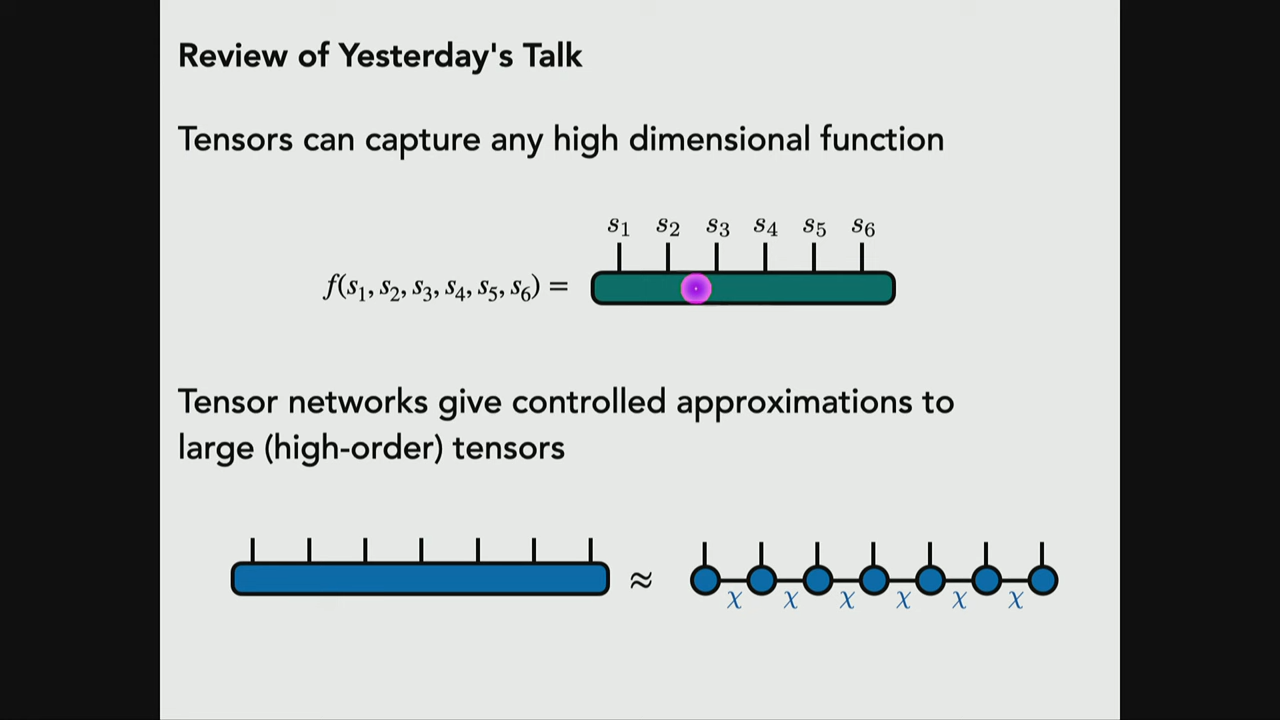 Review of Yesterday's Talk
Tensors can capture any high dimensional function
s1 s2 s3 s4 s5 s6
f(s1, s2, s3, s4, s5, s6) =
Tensor networks give controlled approximations to
large (high-order) tensors
≈
χ χ χ χ χ χ